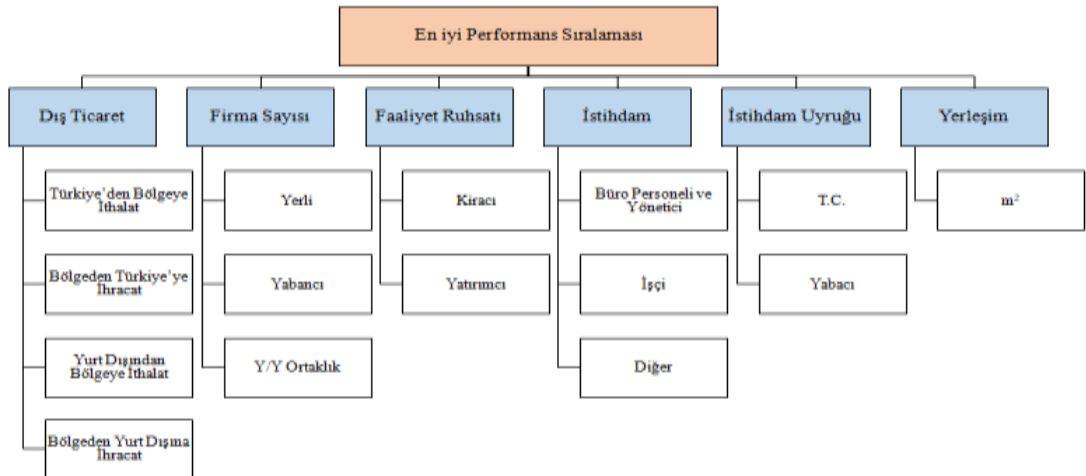 En iyi Performans Sıralaması
Dış Ticaret
Firma Sayısı
Faaliyet Ruhsatı
İstihdam
İstihdam Uyruğu
Yerleşim
Türkiye'den Bölgeye
İthalat
Yerli
Kiracı
Büro Personeli ve
Yönetici
T.C.
m²
Bölgeden Türkiye'ye
İhracat
Yabancı
Yatırımcı
İşçi
Yabacı
Yurt Dışından
Bölgeye İthalat
Y/Y Ortaklık
Diğer
Bölgeden Yurt Dışına
İhracat